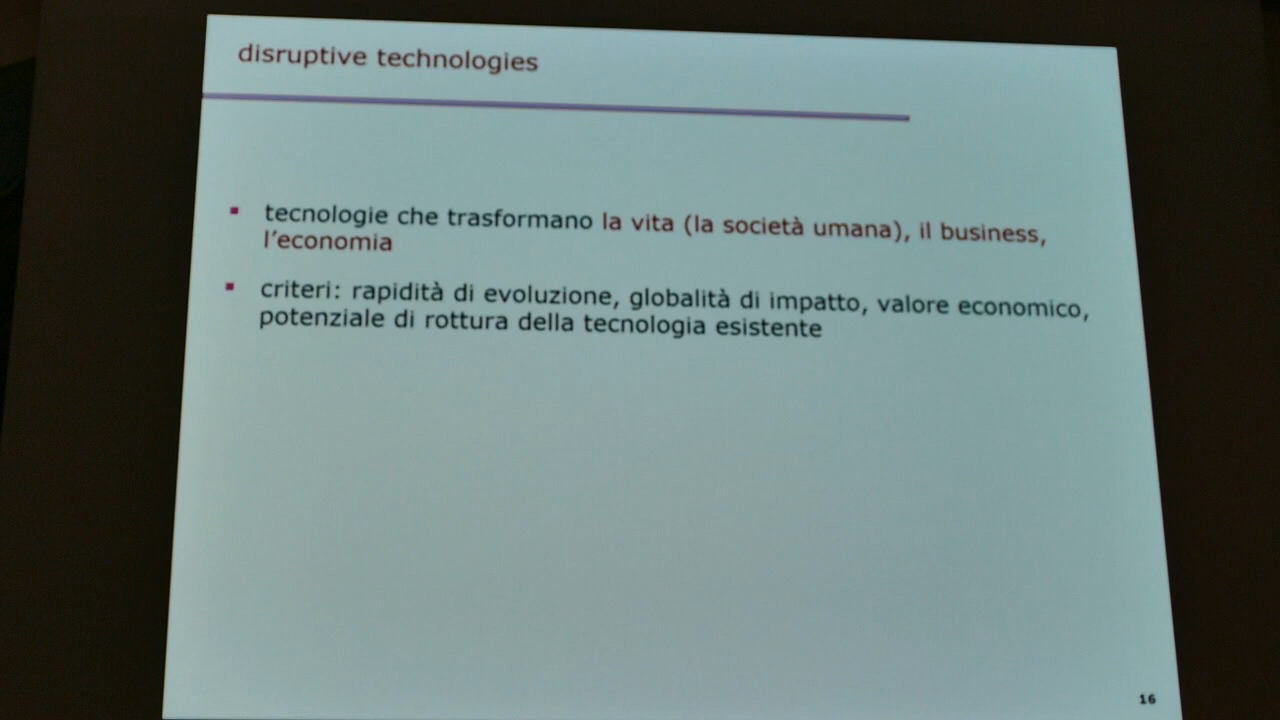 disruptive technologies
▪ tecnologie che trasformano la vita (la società umana), il business,
l'economia
▪ criteri: rapidità di evoluzione, globalità di impatto, valore economico,
potenziale di rottura della tecnologia esistente
16